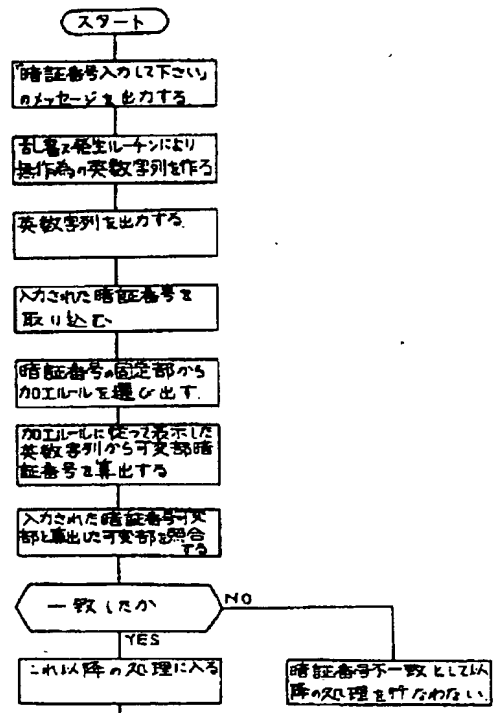 スタート
「暗証番号入力して下さい」
のメッセージを出力する
乱数発生ルーチンにより
無作為の英数字列を作る
英数字列を出力する
入力された暗証番号を
取り込む
暗証番号の固定部から
加工ルールを選び出す.
加工ルールに従って表示した
英数字列から可変部暗
証番号を算出する
入力された暗証番号可変
部と算出した可変部を照合
する
一致したか
NO
YES
これ以降の処理に入る
暗証番号不一致として以
降の処理を行なわない.